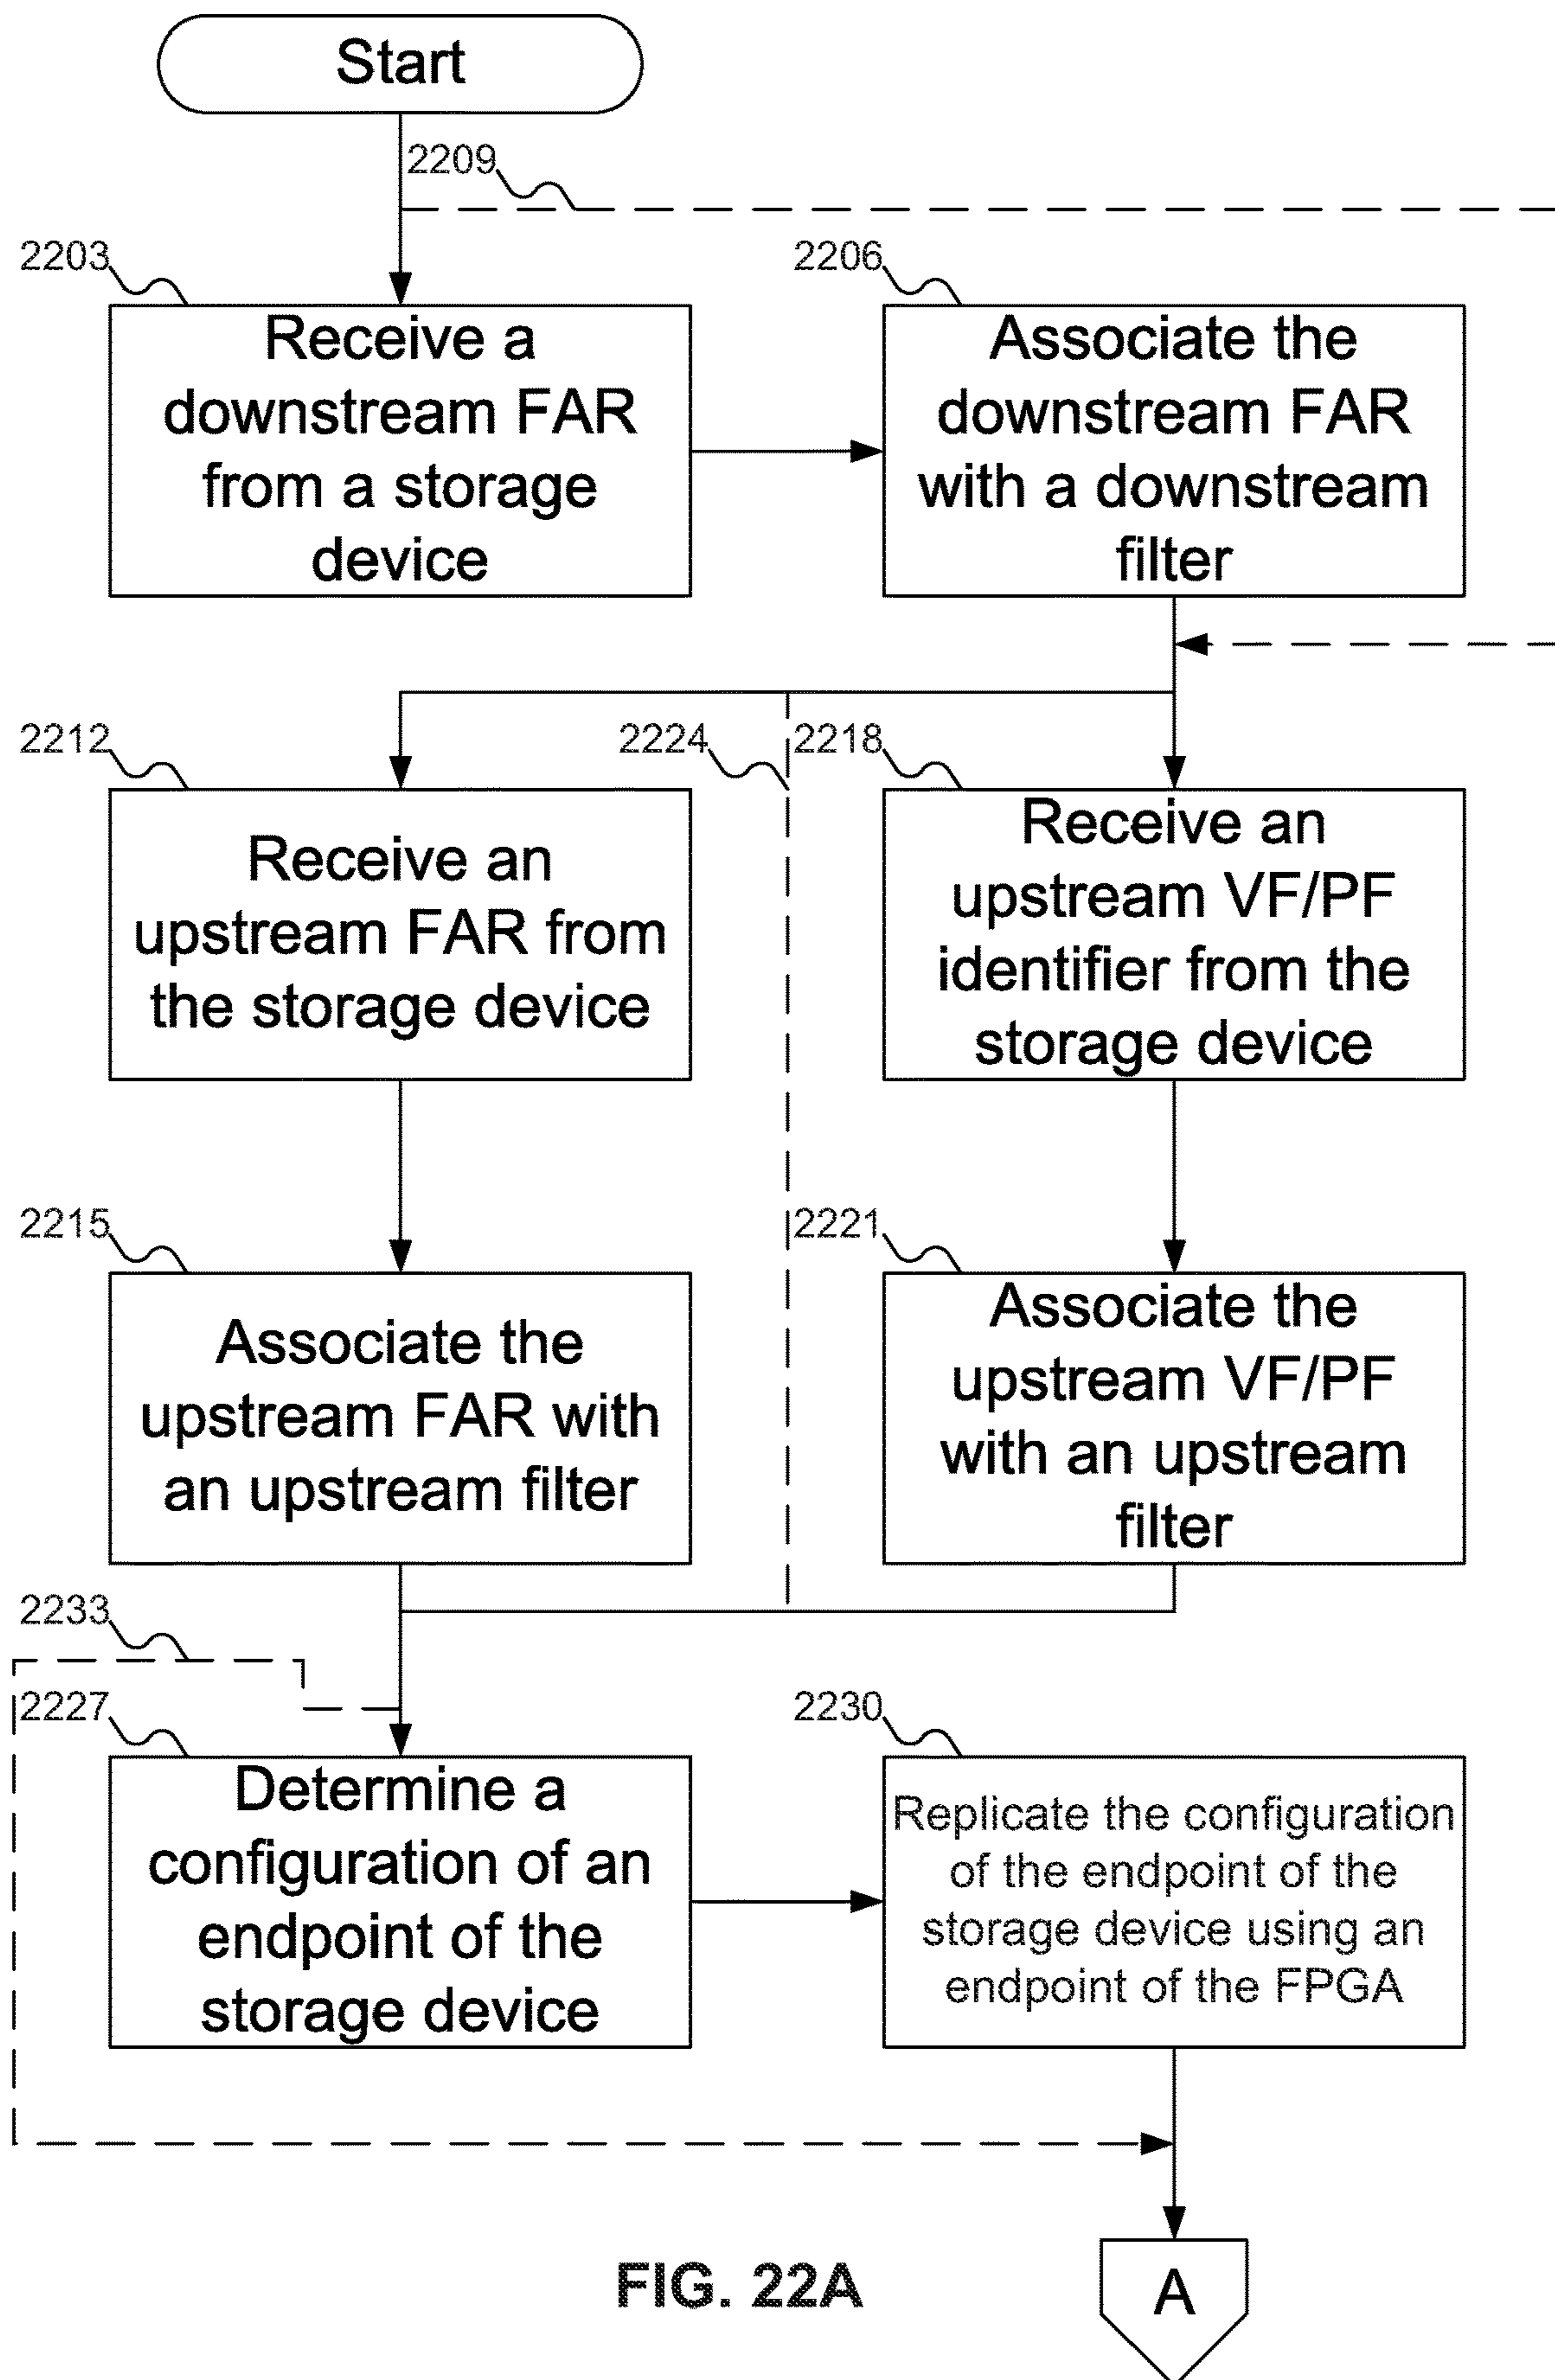 Start
2209
2203
Receive a
downstream FAR
from a storage
device
2206
Associate the
downstream FAR
with a downstream
filter
2212
Receive an
upstream FAR from
the storage device
2224
2218
Receive an
upstream VF/PF
identifier from the
storage device
2215
Associate the
upstream FAR with
an upstream filter
2221
Associate the
upstream VF/PF
with an upstream
filter
2233
2227
Determine a
configuration of an
endpoint of the
storage device
2230
Replicate the configuration
of the endpoint of the
storage device using an
endpoint of the FPGA
A
FIG. 22A